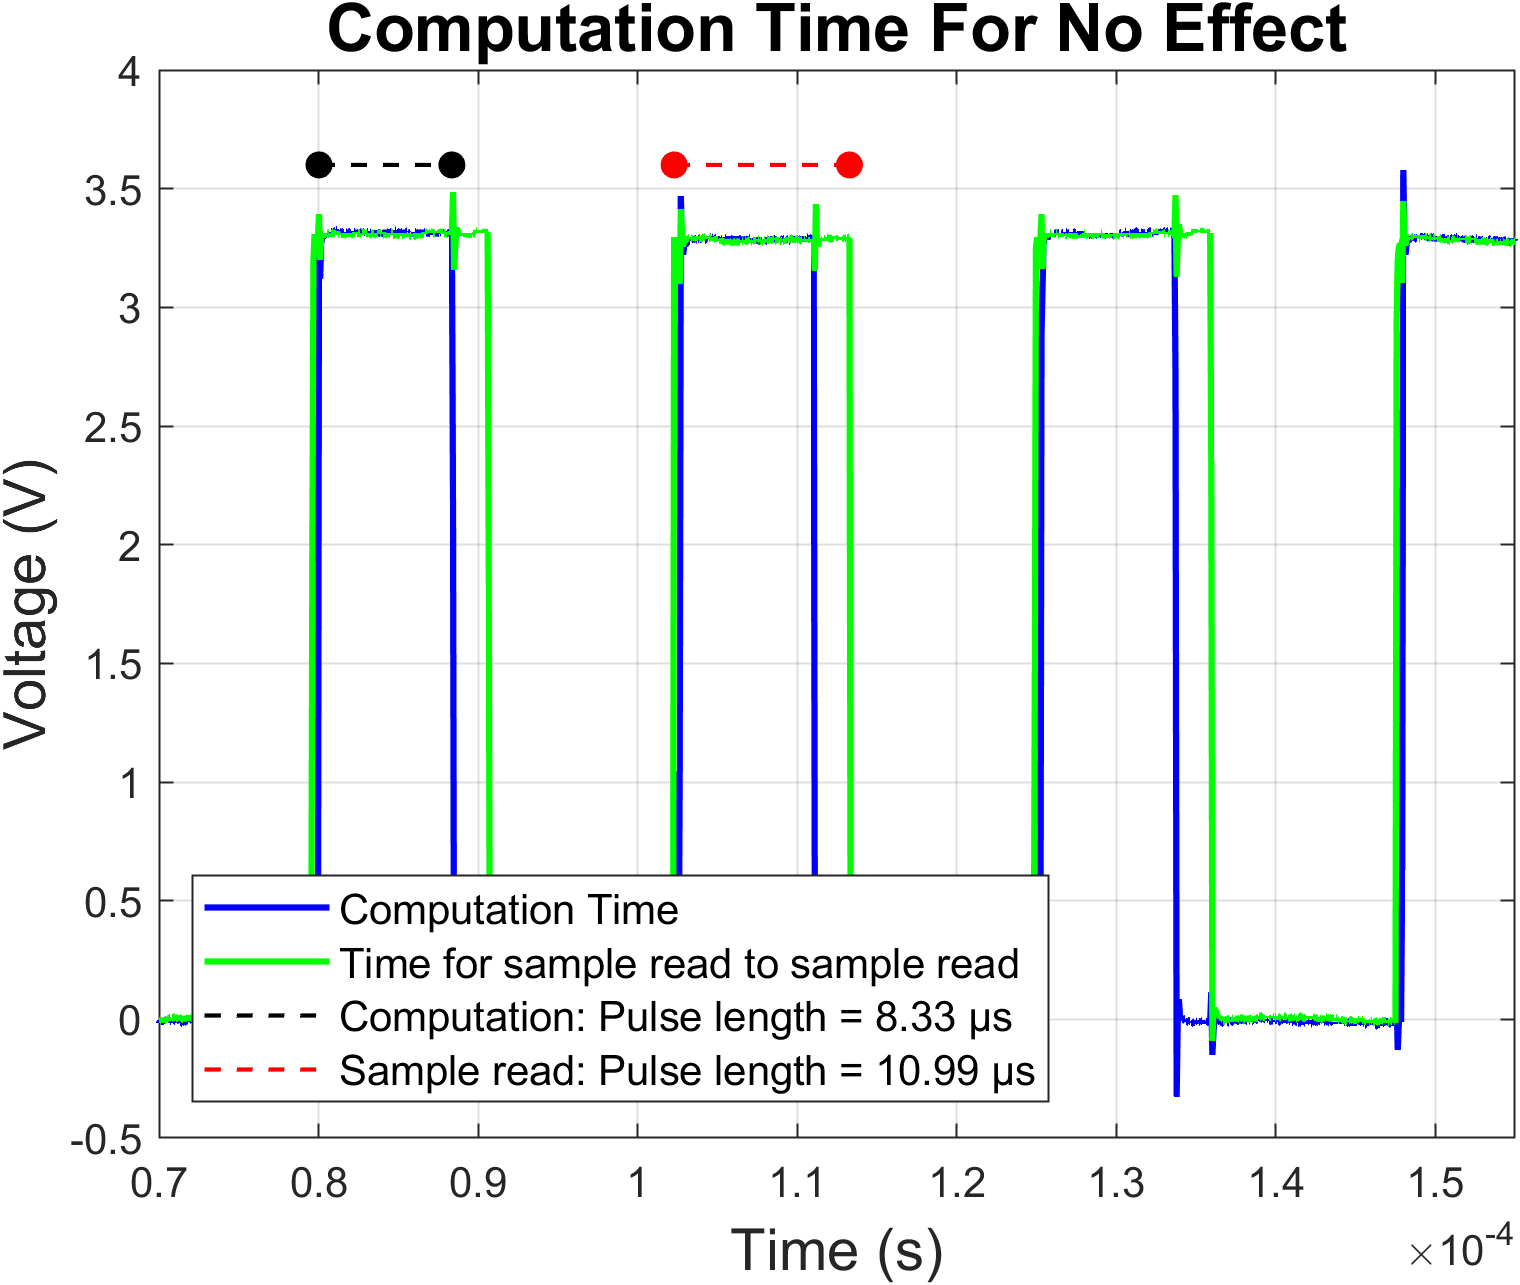 Computation Time For No Effect
4
3.5
3
2.5
2
1.5
1
0.5
0
-0.5
Voltage (V)
Computation Time
Time for sample read to sample read
Computation: Pulse length = 8.33 µs
Sample read: Pulse length = 10.99 µs
0.7 0.8 0.9 1 1.1 1.2 1.3 1.4 1.5
Time (s)
×10-4